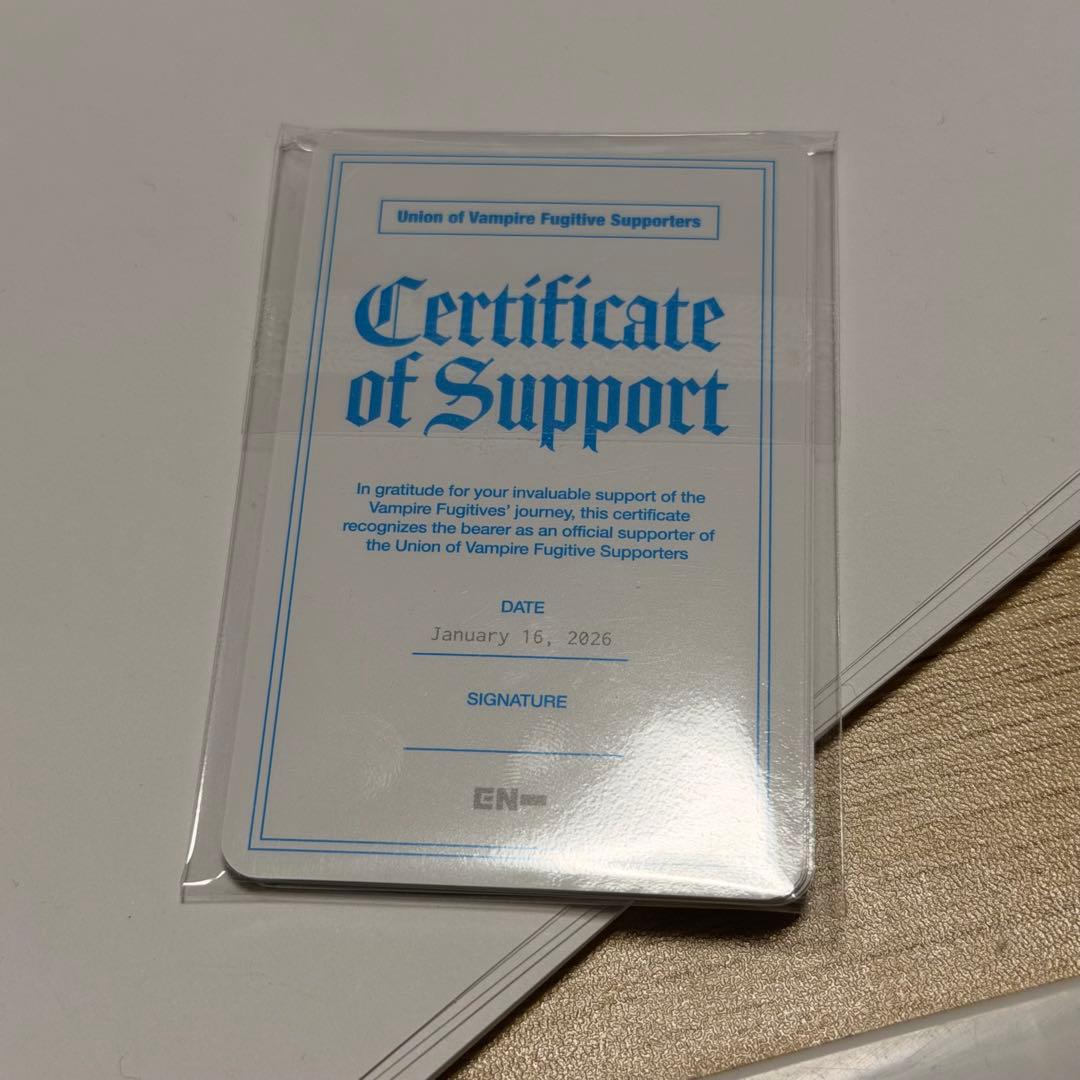 Union of Vampire Fugitive Supporters
Certificate
of Support
In gratitude for your invaluable support of the
Vampire Fugitives’ journey, this certificate
recognizes the bearer as an official supporter of
the Union of Vampire Fugitive Supporters
DATE
January 16, 2026
SIGNATURE
EN-